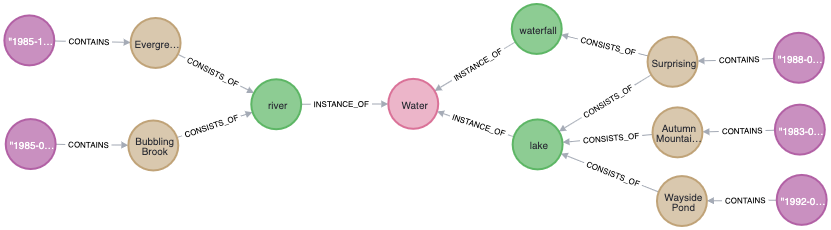 "1985-1...
CONTAINS
Evergre...
CONSISTS_OF
"1985-0...
CONTAINS
Bubbling
Brook
CONSISTS_OF
river
INSTANCE_OF
Water
waterfall
INSTANCE_OF
CONSISTS_OF
Surprising
CONTAINS
"1988-0...
CONSISTS_OF
lake
INSTANCE_OF
CONSISTS_OF
Autumn
Mountai...
CONTAINS
"1983-0...
CONSISTS_OF
Wayside
Pond
CONTAINS
"1992-0...